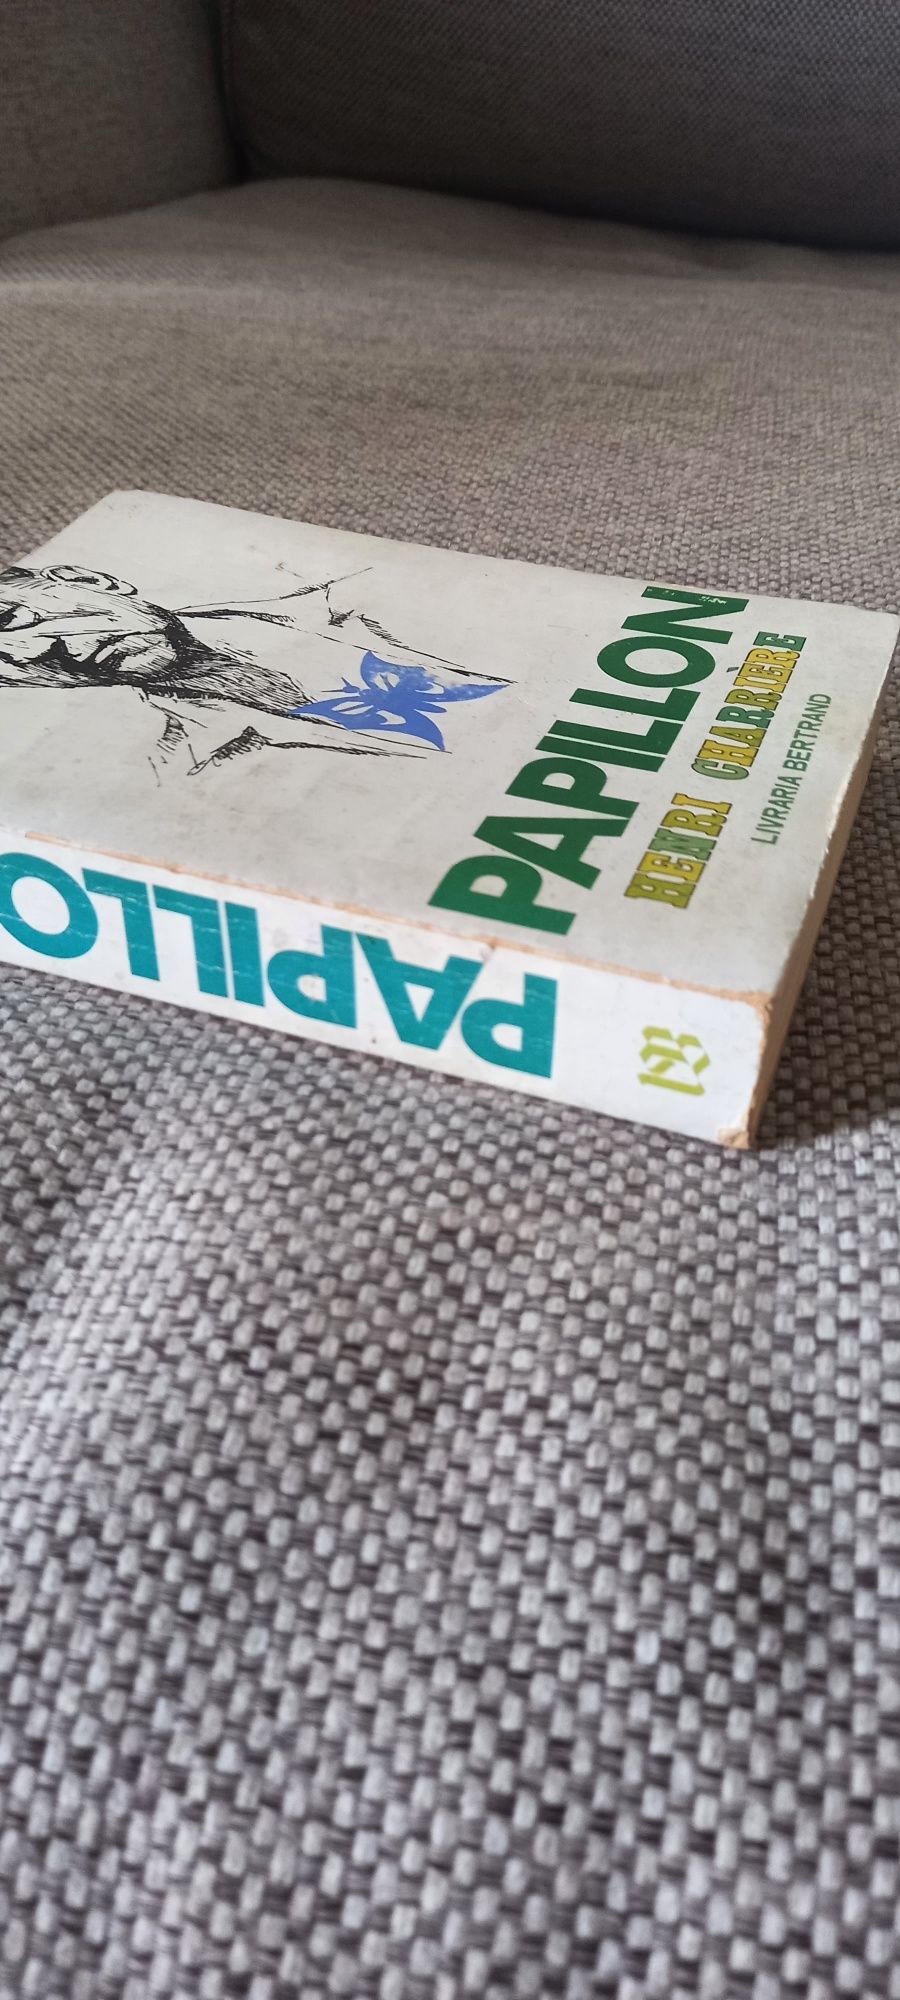 PAPILLON
HENRI CHARRIÈRE
LIVRARIA BERTRAND
PAPILLO